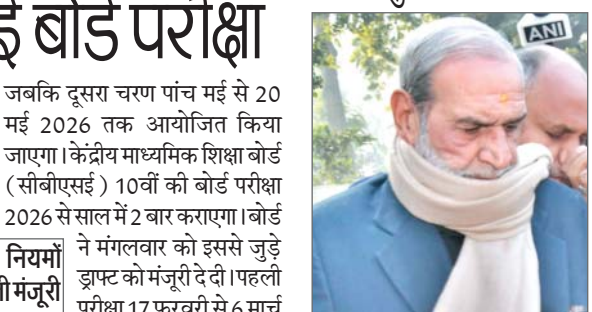 बोर्ड परीक्षा
जबकि दूसरा चरण पांच मई से 20
मई 2026 तक आयोजित किया
जाएगा। केंद्रीय माध्यमिक शिक्षा बोर्ड
(सीबीएसई) 10वीं की बोर्ड परीक्षा
2026 से साल में 2 बार कराएगा। बोर्ड
ने मंगलवार को इससे जुड़े
ड्राफ्ट को मंजूरी दे दी। पहली
परीक्षा 17 फरवरी से 6 मार्च
नियमों
मंजूरी
ANI